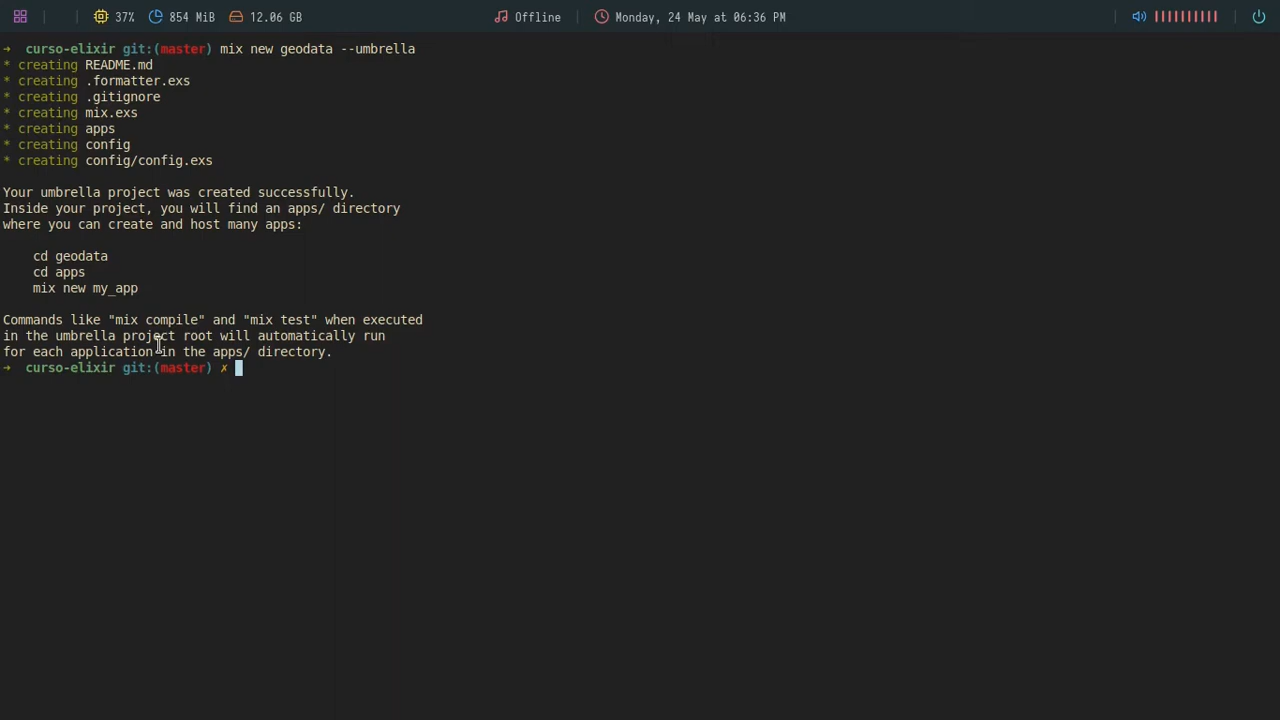 37% 854 MiB 12.06 GB Offline Monday, 24 May at 06:36 PM
→ curso-elixir git:(master) mix new geodata --umbrella
* creating README.md
* creating .formatter.exs
* creating .gitignore
* creating mix.exs
* creating apps
* creating config
* creating config/config.exs
Your umbrella project was created successfully.
Inside your project, you will find an apps/ directory
where you can create and host many apps:
cd geodata
cd apps
mix new my_app
Commands like "mix compile" and "mix test" when executed
in the umbrella project root will automatically run
for each application in the apps/ directory.
→ curso-elixir git:(master) ✗